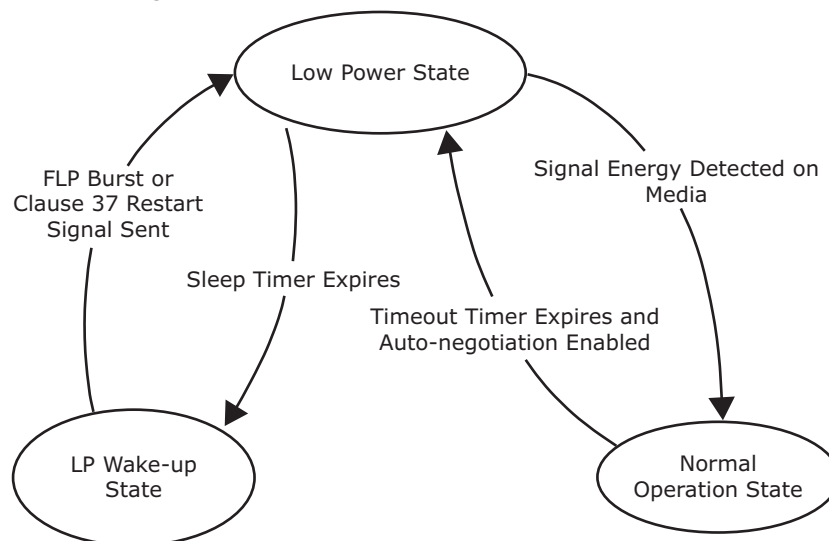 Low Power State
FLP Burst or
Clause 37 Restart
Signal Sent
Signal Energy Detected on
Media
Sleep Timer Expires
Timeout Timer Expires and
Auto-negotiation Enabled
LP Wake-up
State
Normal
Operation State